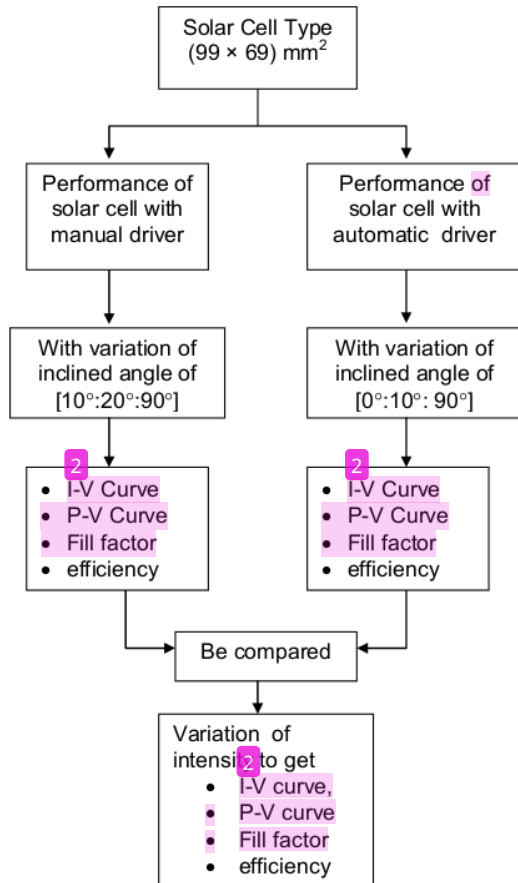 Solar Cell Type
(99 × 69) mm²
Performance of
solar cell with
manual driver
Performance of
solar cell with
automatic driver
With variation of
inclined angle of
[10°:20°:90°]
With variation of
inclined angle of
[0°:10°: 90°]
2
• I-V Curve
• P-V Curve
• Fill factor
• efficiency
2
• I-V Curve
• P-V Curve
• Fill factor
• efficiency
Be compared
Variation of
intensity to get
2
• I-V curve,
• P-V curve
• Fill factor
• efficiency